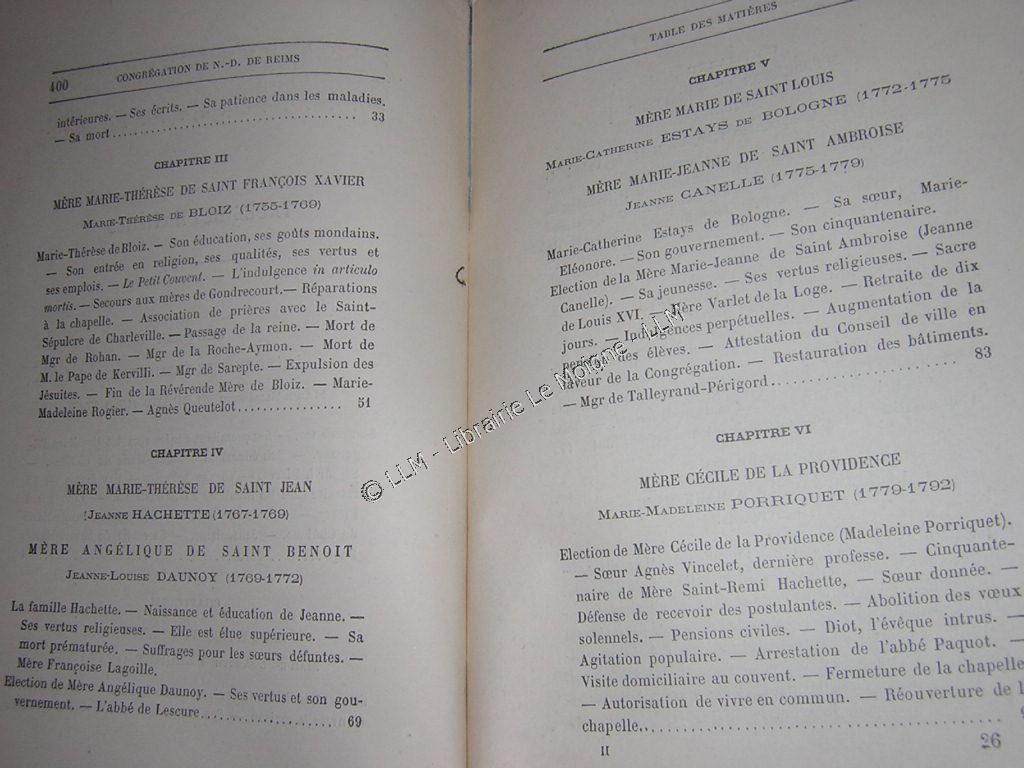 400 CONGRÉGATION DE N.-D. DE REIMS
intérieures. — Ses écrits. — Sa patience dans les maladies.
— Sa mort........................................ 33
CHAPITRE III
MÈRE MARIE-THÉRÈSE DE SAINT FRANÇOIS XAVIER
MARIE-THÉRÈSE DE BLOIZ (1755-1769)
Marie-Thérèse de Bloiz. — Son éducation, ses goûts mondains.
— Son entrée en religion, ses qualités, ses vertus et
ses emplois. — Le Petit Couvent. — L'indulgence in articulo
mortis. — Secours aux mères de Gondrecourt. — Réparations
à la chapelle. — Association de prières avec le Saint-
Sépulcre de Charleville. — Passage de la reine. — Mort de
Mgr de Rohan. — Mgr de la Roche-Aymon. — Mort de
M. le Pape de Kervilli. — Mgr de Sarepte. — Expulsion des
Jésuites. — Fin de la Révérende Mère de Bloiz. — Marie-
Madeleine Rogier. — Agnès Queutelot................ 51
CHAPITRE IV
MÈRE MARIE-THÉRÈSE DE SAINT JEAN
JEANNE HACHETTE (1767-1769)
MÈRE ANGÉLIQUE DE SAINT BENOIT
JEANNE-LOUISE DAUNOY (1769-1772)
La famille Hachette. — Naissance et éducation de Jeanne. —
Ses vertus religieuses. — Elle est élue supérieure. — Sa
mort prématurée. — Suffrages pour les sœurs défuntes. —
Mère Françoise Lagoille.
Election de Mère Angélique Daunoy. — Ses vertus et son gou-
vernement. — L'abbé de Lescure..................... 69
TABLE DES MATIÈRES
CHAPITRE V
MÈRE MARIE DE SAINT LOUIS
MARIE-CATHERINE ESTAYS DE BOLOGNE (1772-1775
MÈRE MARIE-JEANNE DE SAINT AMBROISE
JEANNE CANELLE (1775-1779)
Marie-Catherine Estays de Bologne. — Sa sœur, Marie-
Eléonore. — Son gouvernement. — Son cinquantenaire.
Election de la Mère Marie-Jeanne de Saint Ambroise (Jeanne
Canelle). — Sa jeunesse. — Ses vertus religieuses. — Sacre
de Louis XVI. — Mère Varlet de la Loge. — Retraite de dix
jours. — Indulgences perpétuelles. — Augmentation de la
pension des élèves. — Attestation du Conseil de ville en
faveur de la Congrégation. — Restauration des bâtiments.
— Mgr de Talleyrand-Périgord........................ 83
CHAPITRE VI
MÈRE CÉCILE DE LA PROVIDENCE
MARIE-MADELEINE PORRIQUET (1779-1792)
Election de Mère Cécile de la Providence (Madeleine Porriquet).
— Sœur Agnès Vincelet, dernière professe. — Cinquante-
naire de Mère Saint-Remi Hachette, — Sœur donnée. —
Défense de recevoir des postulantes. — Abolition des vœux
solennels. — Pensions civiles. — Diot, l'évêque intrus. —
Agitation populaire. — Arrestation de l'abbé Paquot. —
Visite domiciliaire au couvent. — Fermeture de la chapelle
— Autorisation de vivre en commun. — Réouverture de
chapelle........................................
II 26
© LLM - Librairie Le Moigne - LLM